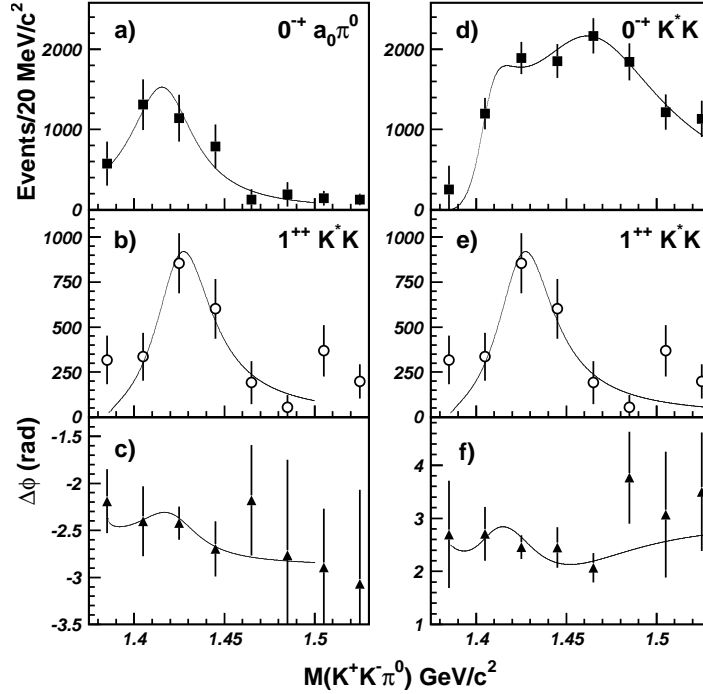 a) 0⁻⁺ a₀π⁰
d) 0⁻⁺ K*K
Events/20 MeV/c²
2000
1000
0
2000
1000
0
b) 1⁺⁺ K*K
e) 1⁺⁺ K*K
1000
750
500
250
0
1000
750
500
250
0
c)
f)
Δφ (rad)
-1.5
-2
-2.5
-3
-3.5
4
3
2
1
1.4 1.45 1.5
1.4 1.45 1.5
M(K⁺K⁻π⁰) GeV/c²